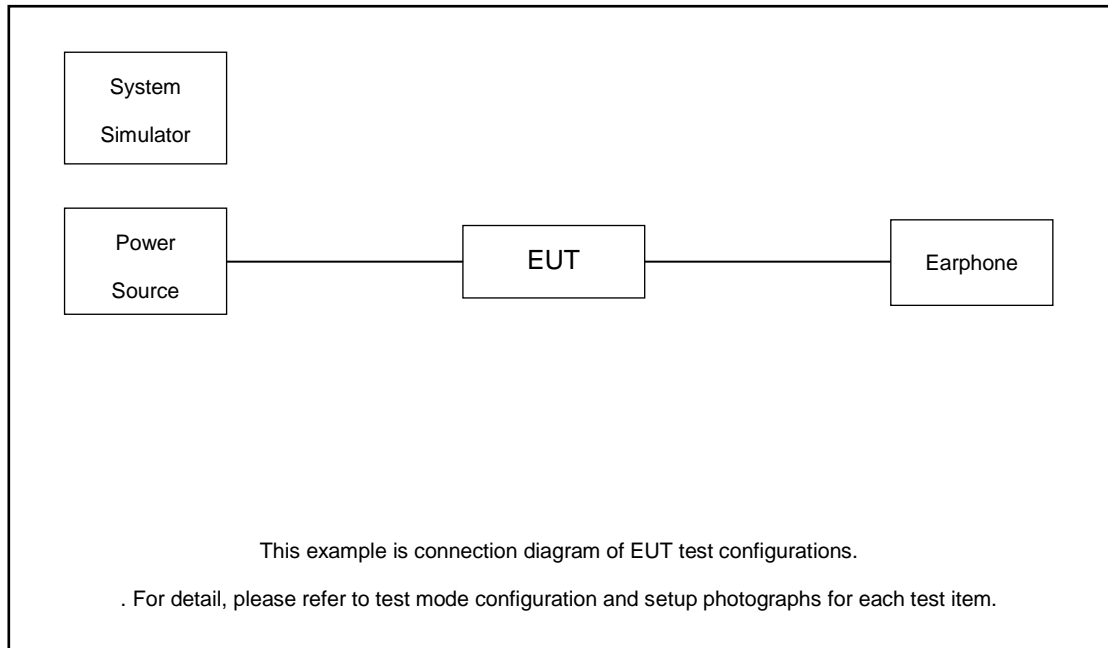 System
Simulator
Power
Source
EUT
Earphone
This example is connection diagram of EUT test configurations.
. For detail, please refer to test mode configuration and setup photographs for each test item.